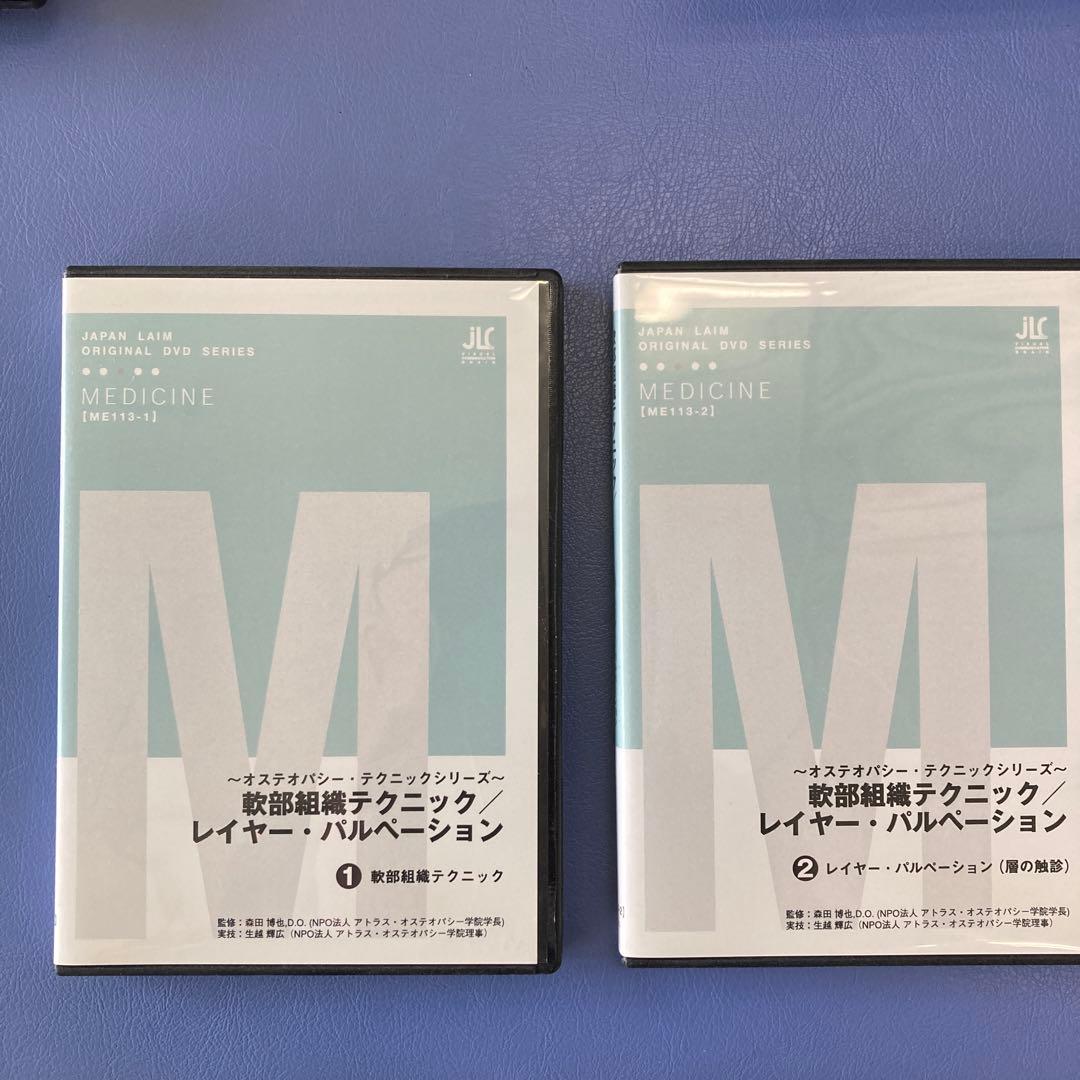 JAPAN LAIM
ORIGINAL DVD SERIES
JLC
MEDICINE
【ME113-1】
M
〜オステオパシー・テクニックシリーズ〜
軟部組織テクニック／
レイヤー・パルペーション
1 軟部組織テクニック
監修：森田 博也,D.O. (NPO法人 アトラス・オステオパシー学院学長)
実技：生越 輝広（NPO法人 アトラス・オステオパシー学院理事）
JAPAN LAIM
ORIGINAL DVD SERIES
JLC
MEDICINE
【ME113-2】
M
〜オステオパシー・テクニックシリーズ〜
軟部組織テクニック／
レイヤー・パルペーション
2 レイヤー・パルペーション（層の触診）
監修：森田 博也,D.O. (NPO法人 アトラス・オステオパシー学院学長)
実技：生越 輝広（NPO法人 アトラス・オステオパシー学院理事）